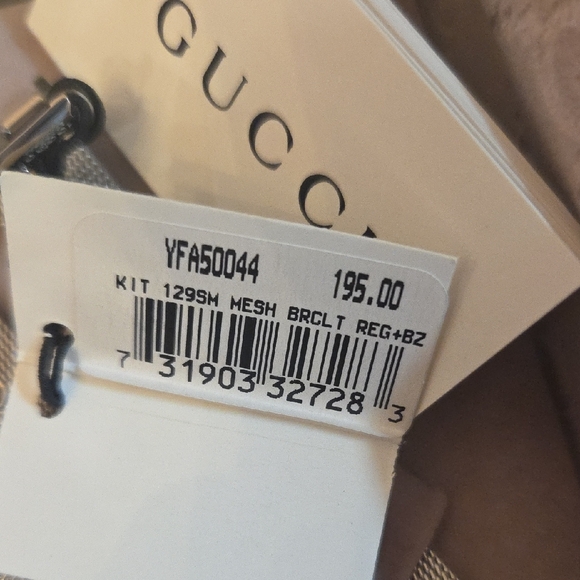 GUCCI
YFA50044 195.00
KIT 129SM MESH BRCLT REG+BZ
7 31903 32728 3